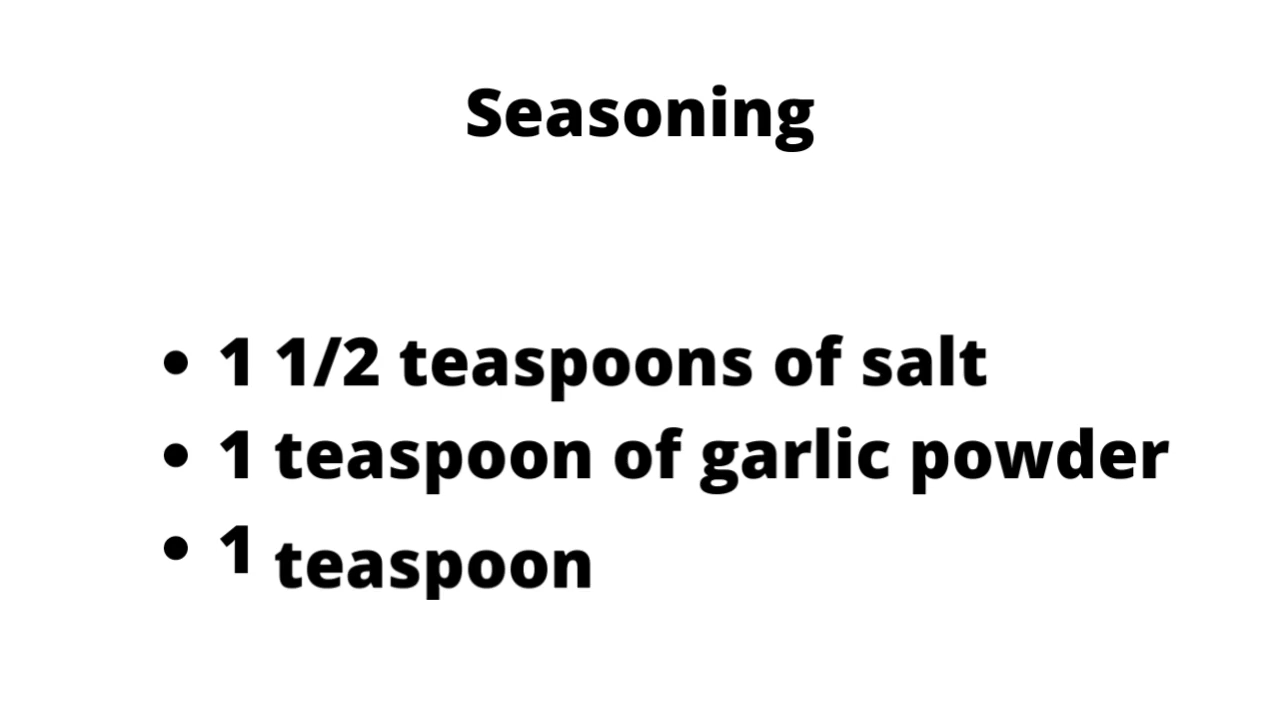 Seasoning
• 1 1/2 teaspoons of salt
• 1 teaspoon of garlic powder
• 1 teaspoon